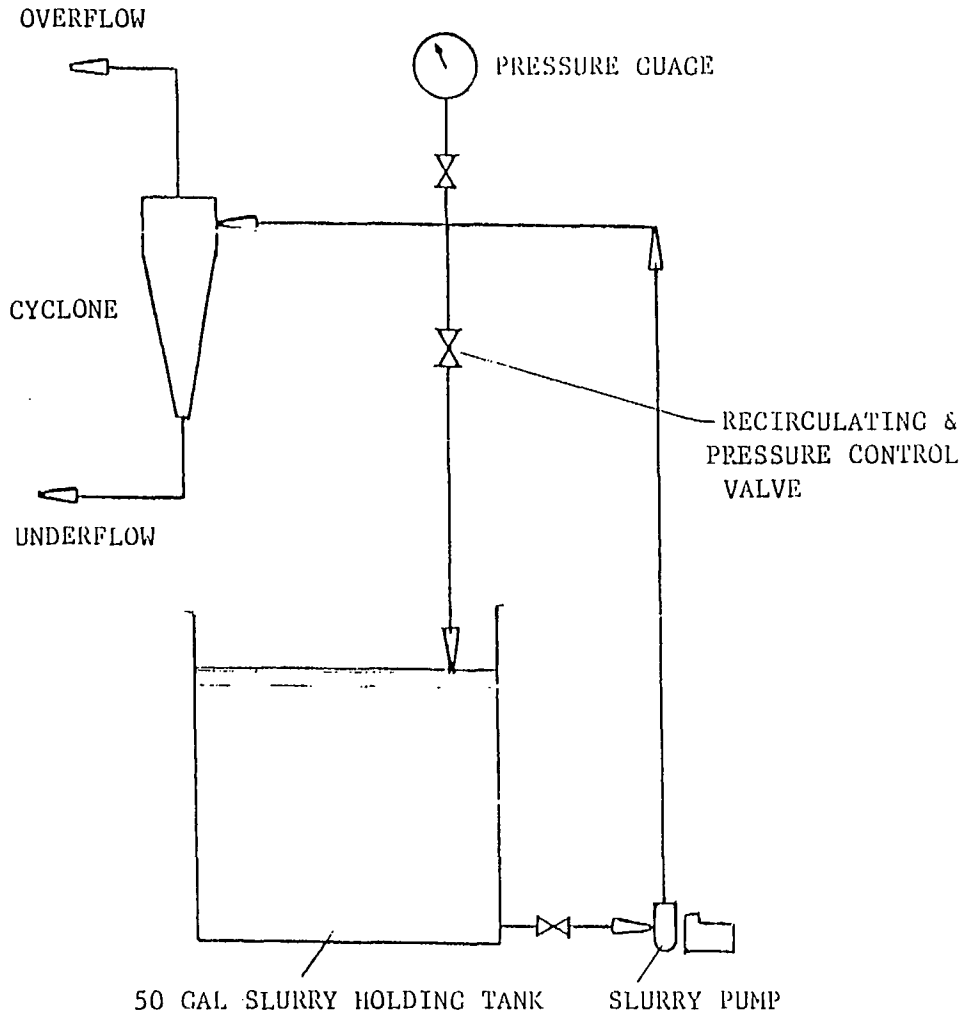 OVERFLOW
PRESSURE GUAGE
CYCLONE
RECIRCULATING &
PRESSURE CONTROL
VALVE
UNDERFLOW
50 GAL SLURRY HOLDING TANK
SLURRY PUMP